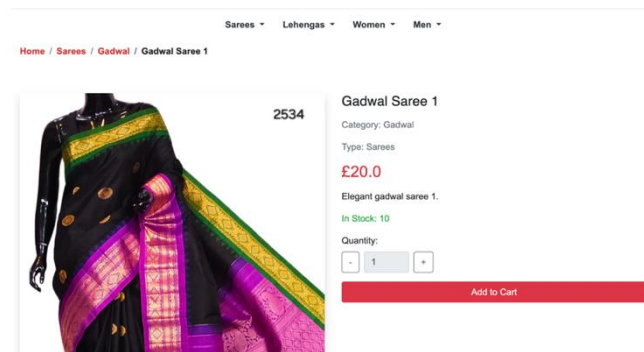 Sarees Lehengas Women Men
Home / Sarees / Gadwal / Gadwal Saree 1
2534
Gadwal Saree 1
Category: Gadwal
Type: Sarees
£20.0
Elegant gadwal saree 1.
In Stock: 10
Quantity:
- 1 +
Add to Cart